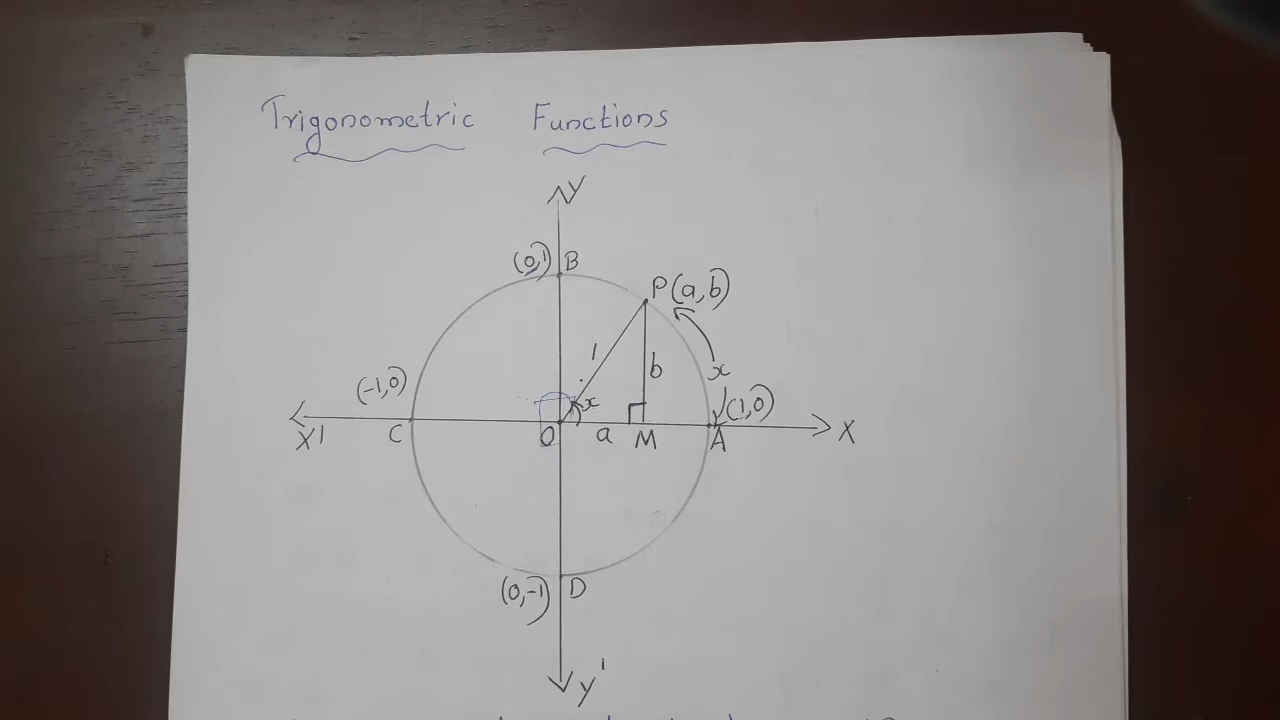 Trigonometric Functions
Y
(0,1) B
P(a,b)
1
b
x
(-1,0)
x
(1,0)
X' C O a M A X
(0,-1) D
Y'